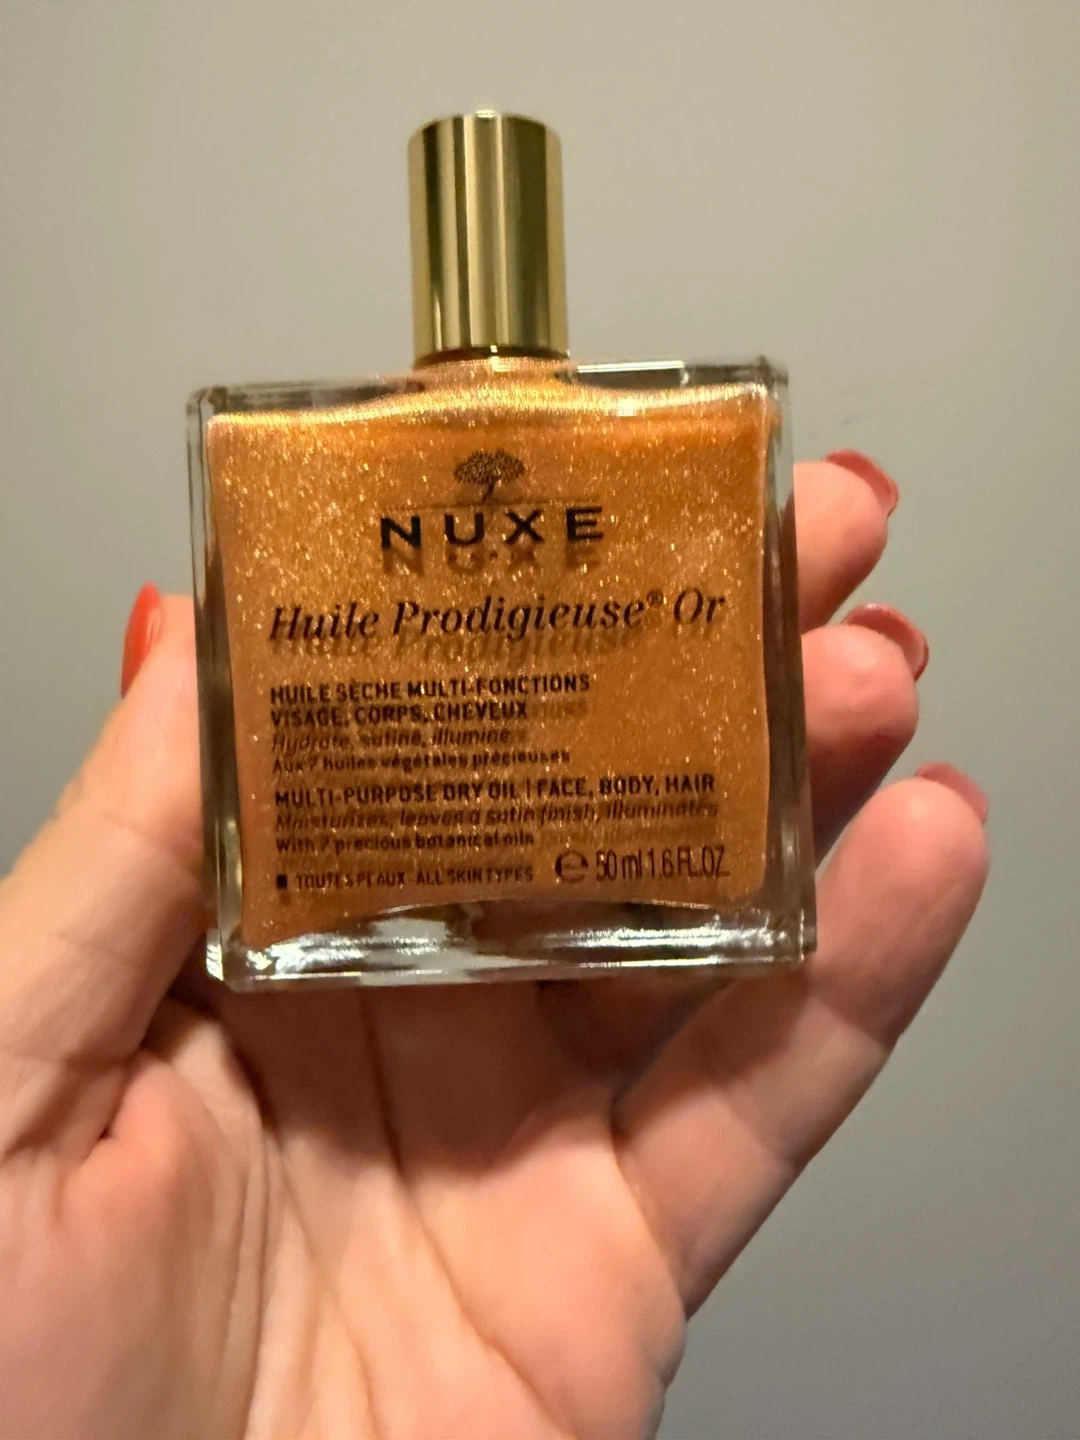 NUXE
Huile Prodigieuse® Or
HUILE SÈCHE MULTI-FONCTIONS
VISAGE, CORPS, CHEVEUX
Hydrate, satine, illumine
Aux 7 huiles végétales précieuses
MULTI-PURPOSE DRY OIL | FACE, BODY, HAIR
Moisturizes, leaves a satin finish, illuminates
With 7 precious botanical oils
TOUTES PEAUX - ALL SKIN TYPES ℮ 50 ml 1.6 FL.OZ.